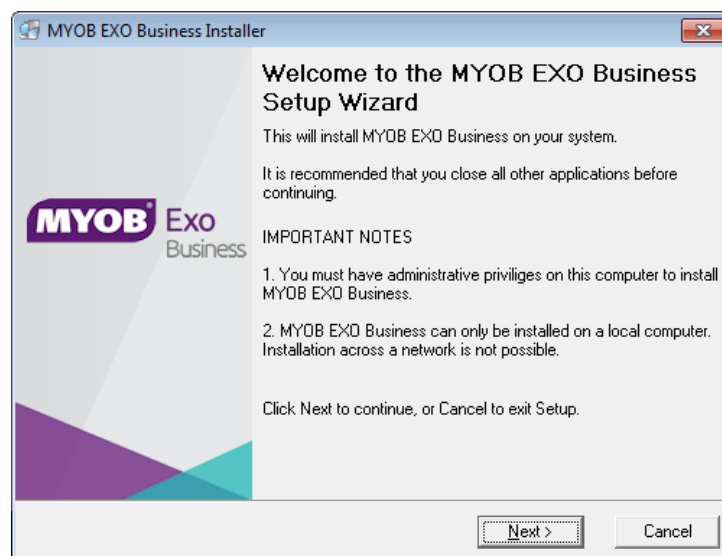 MYOB EXO Business Installer
Welcome to the MYOB EXO Business
Setup Wizard
This will install MYOB EXO Business on your system.
It is recommended that you close all other applications before
continuing.
MYOB Exo
Business
IMPORTANT NOTES
1. You must have administrative priviliges on this computer to install
MYOB EXO Business.
2. MYOB EXO Business can only be installed on a local computer.
Installation across a network is not possible.
Click Next to continue, or Cancel to exit Setup.
Next >
Cancel